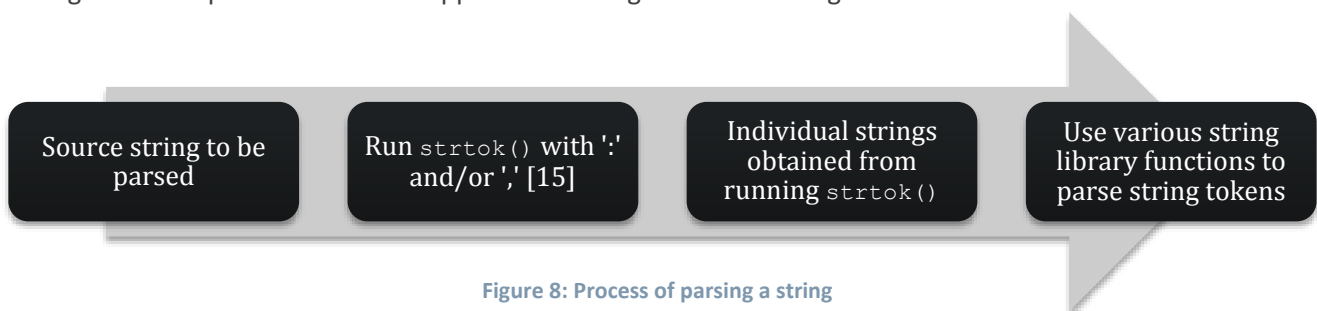 Source string to be
parsed
Run strtok() with ':'
and/or ',' [15]
Individual strings
obtained from
running strtok()
Use various string
library functions to
parse string tokens
Figure 8: Process of parsing a string